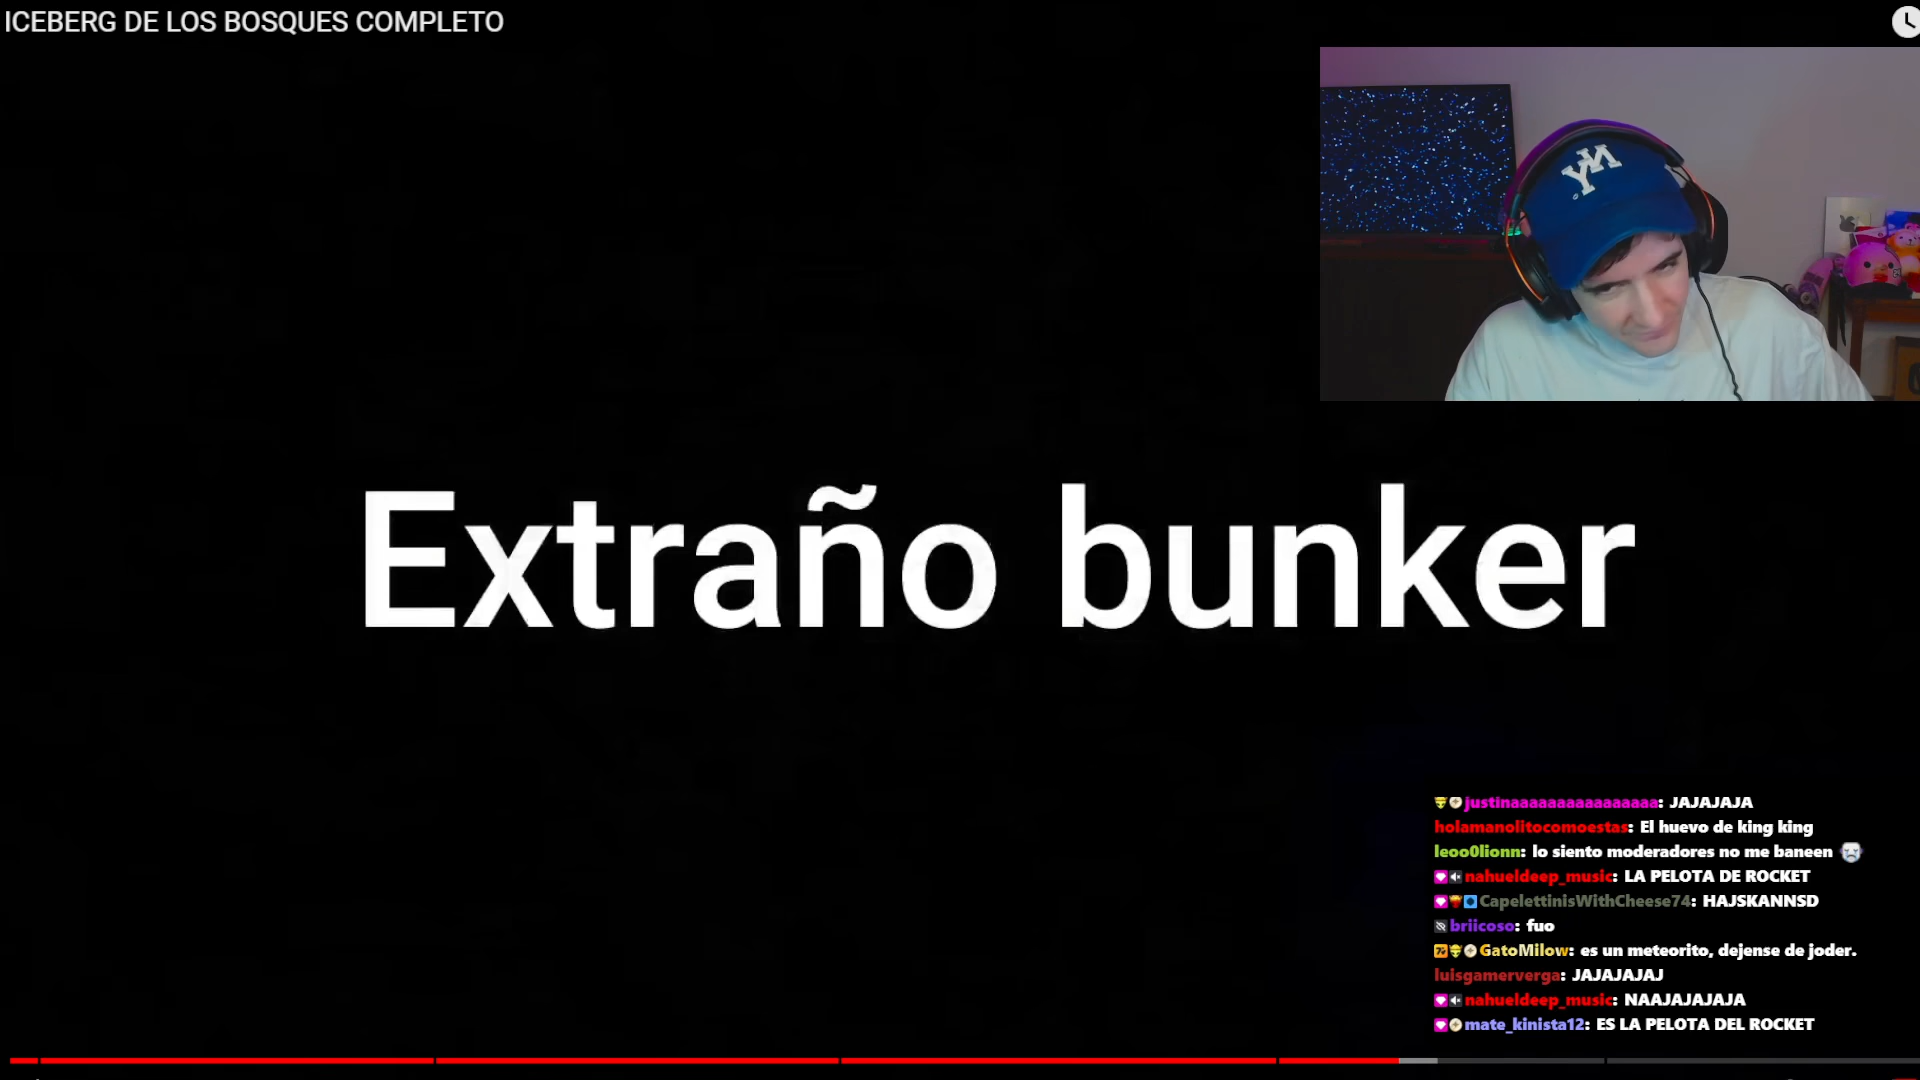 ICEBERG DE LOS BOSQUES COMPLETO
Extraño bunker
justinaaaaaaaaaaaaaaaa: JAJAJAJA
holamanolitocomoestas: El huevo de king king
leoo0lionn: lo siento moderadores no me baneen
nahueldeep_music: LA PELOTA DE ROCKET
CapelettinisWithCheese74: HAJSKANNSD
briicoso: fuo
GatoMilow: es un meteorito, dejense de joder.
luisgamerverga: JAJAJAJAJ
nahueldeep_music: NAAJAJAJAJA
mate_kinista12: ES LA PELOTA DEL ROCKET